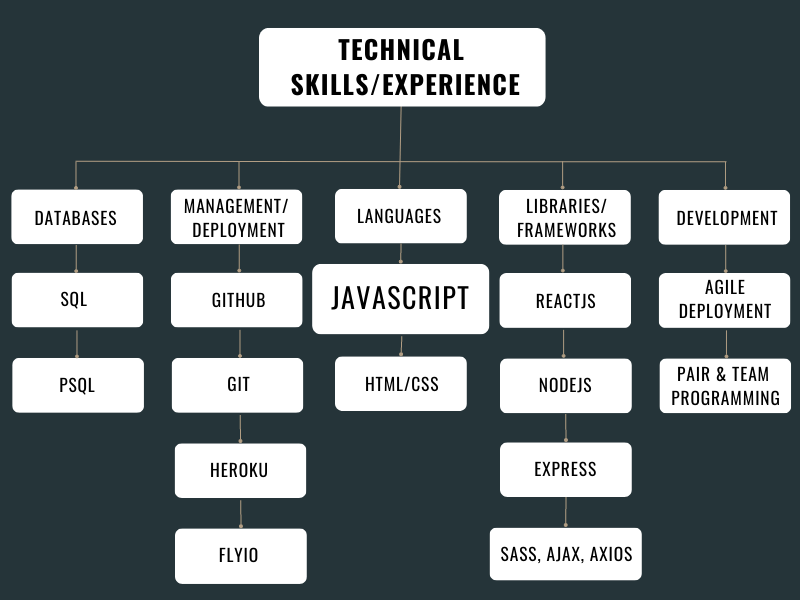 TECHNICAL
SKILLS/EXPERIENCE
DATABASES
SQL
PSQL
MANAGEMENT/
DEPLOYMENT
GITHUB
GIT
HEROKU
FLYIO
LANGUAGES
JAVASCRIPT
HTML/CSS
LIBRARIES/
FRAMEWORKS
REACTJS
NODEJS
EXPRESS
SASS, AJAX, AXIOS
DEVELOPMENT
AGILE
DEPLOYMENT
PAIR & TEAM
PROGRAMMING